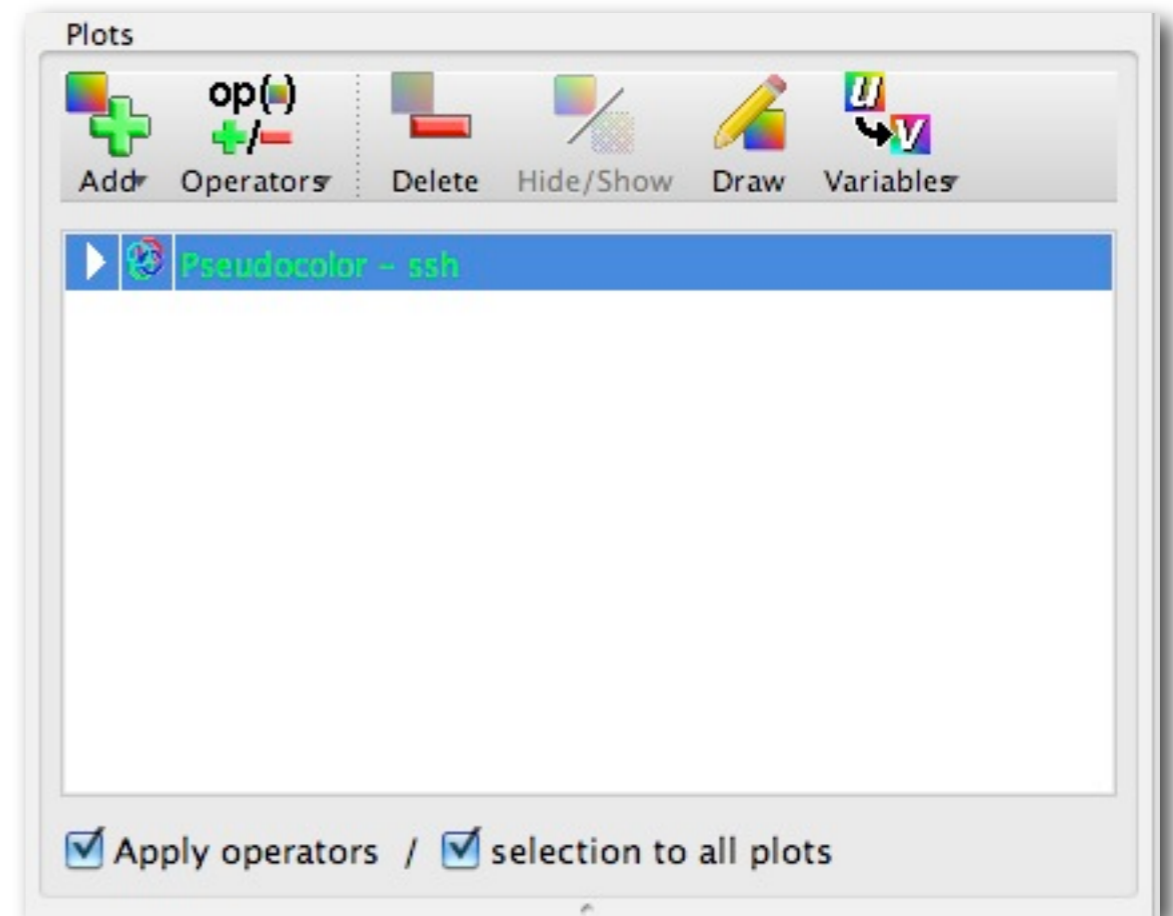 Plots
op()
+/-
u
v
Add Operators Delete Hide/Show Draw Variables
Pseudocolor - ssh
Apply operators / selection to all plots